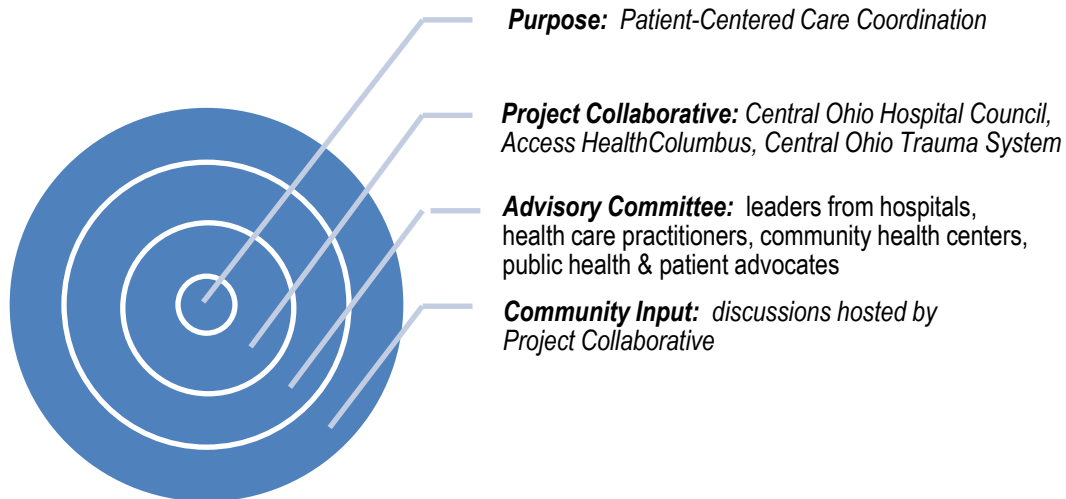 Purpose: Patient-Centered Care Coordination
Project Collaborative: Central Ohio Hospital Council,
Access HealthColumbus, Central Ohio Trauma System
Advisory Committee: leaders from hospitals,
health care practitioners, community health centers,
public health & patient advocates
Community Input: discussions hosted by
Project Collaborative